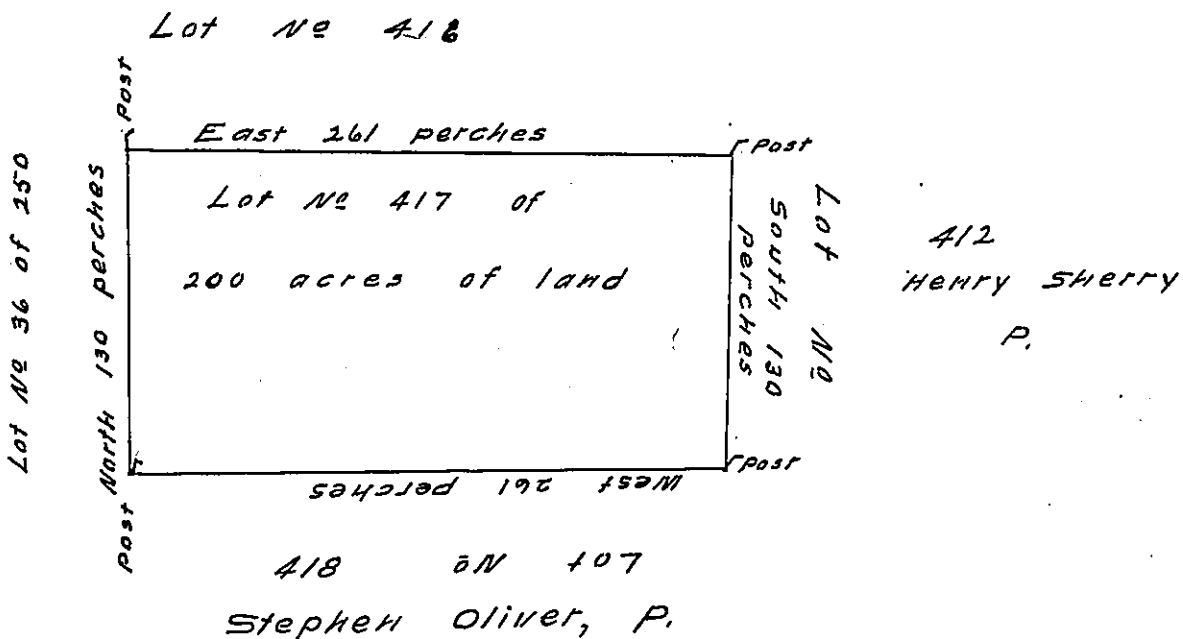 Lot Nº 416
Post
East 261 perches
Post
Lot Nº 36 of 250
North 130 perches
Lot Nº 417 of
200 acres of land
South 130
perches
Lot Nº
412
Henry Sherry
P.
Post
West 261 perches
Post
Lot Nº 418
Stephen Oliver, P.